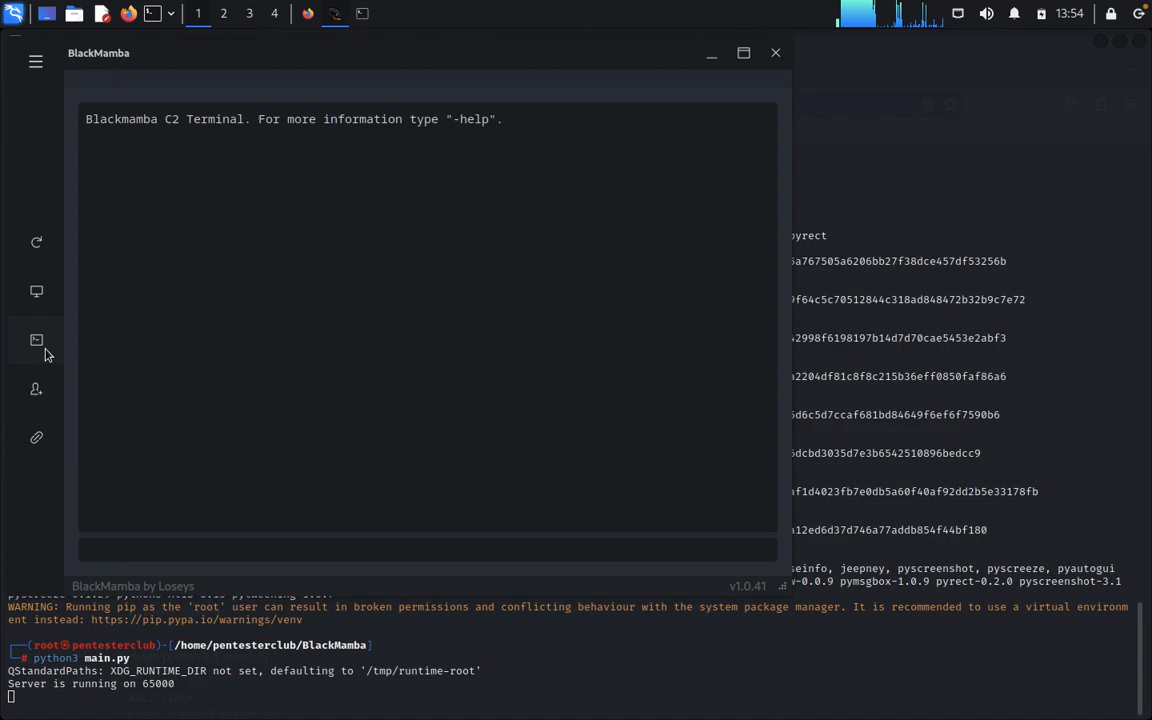 1 2 3 4 13:54
BlackMamba
Blackmamba C2 Terminal. For more information type "-help".
pyrect
a767505a6206bb27f38dce457df53256b
9f64c5c70512844c318ad848472b32b9c7e72
42998f6198197b14d7d70cae5453e2abf3
a2204df81c8f8c215b36eff0850faf86a6
6d6c5d7ccaf681bd84649f6ef6f7590b6
6dcbd3035d7e3b6542510896bedcc9
af1d4023fb7e0db5a60f40af92dd2b5e33178fb
a12ed6d37d746a77addb854f44bf180
seinfo, jeepney, pyscreenshot, pyscreeze, pyautogui
w-0.0.9 pymsgbox-1.0.9 pyrect-0.2.0 pyscreenshot-3.1
BlackMamba by Loseys v1.0.41
WARNING: Running pip as the 'root' user can result in broken permissions and conflicting behaviour with the system package manager. It is recommended to use a virtual environm
ent instead: https://pip.pypa.io/warnings/venv
┌──(root㉿pentesterclub)-[/home/pentesterclub/BlackMamba]
└─# python3 main.py
QStandardPaths: XDG_RUNTIME_DIR not set, defaulting to '/tmp/runtime-root'
Server is running on 65000